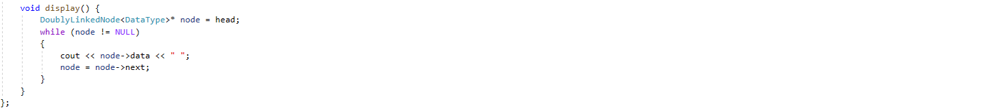 void display() {
DoublyLinkedNode<DataType>* node = head;
while (node != NULL)
{
cout << node->data << " ";
node = node->next;
}
}
};